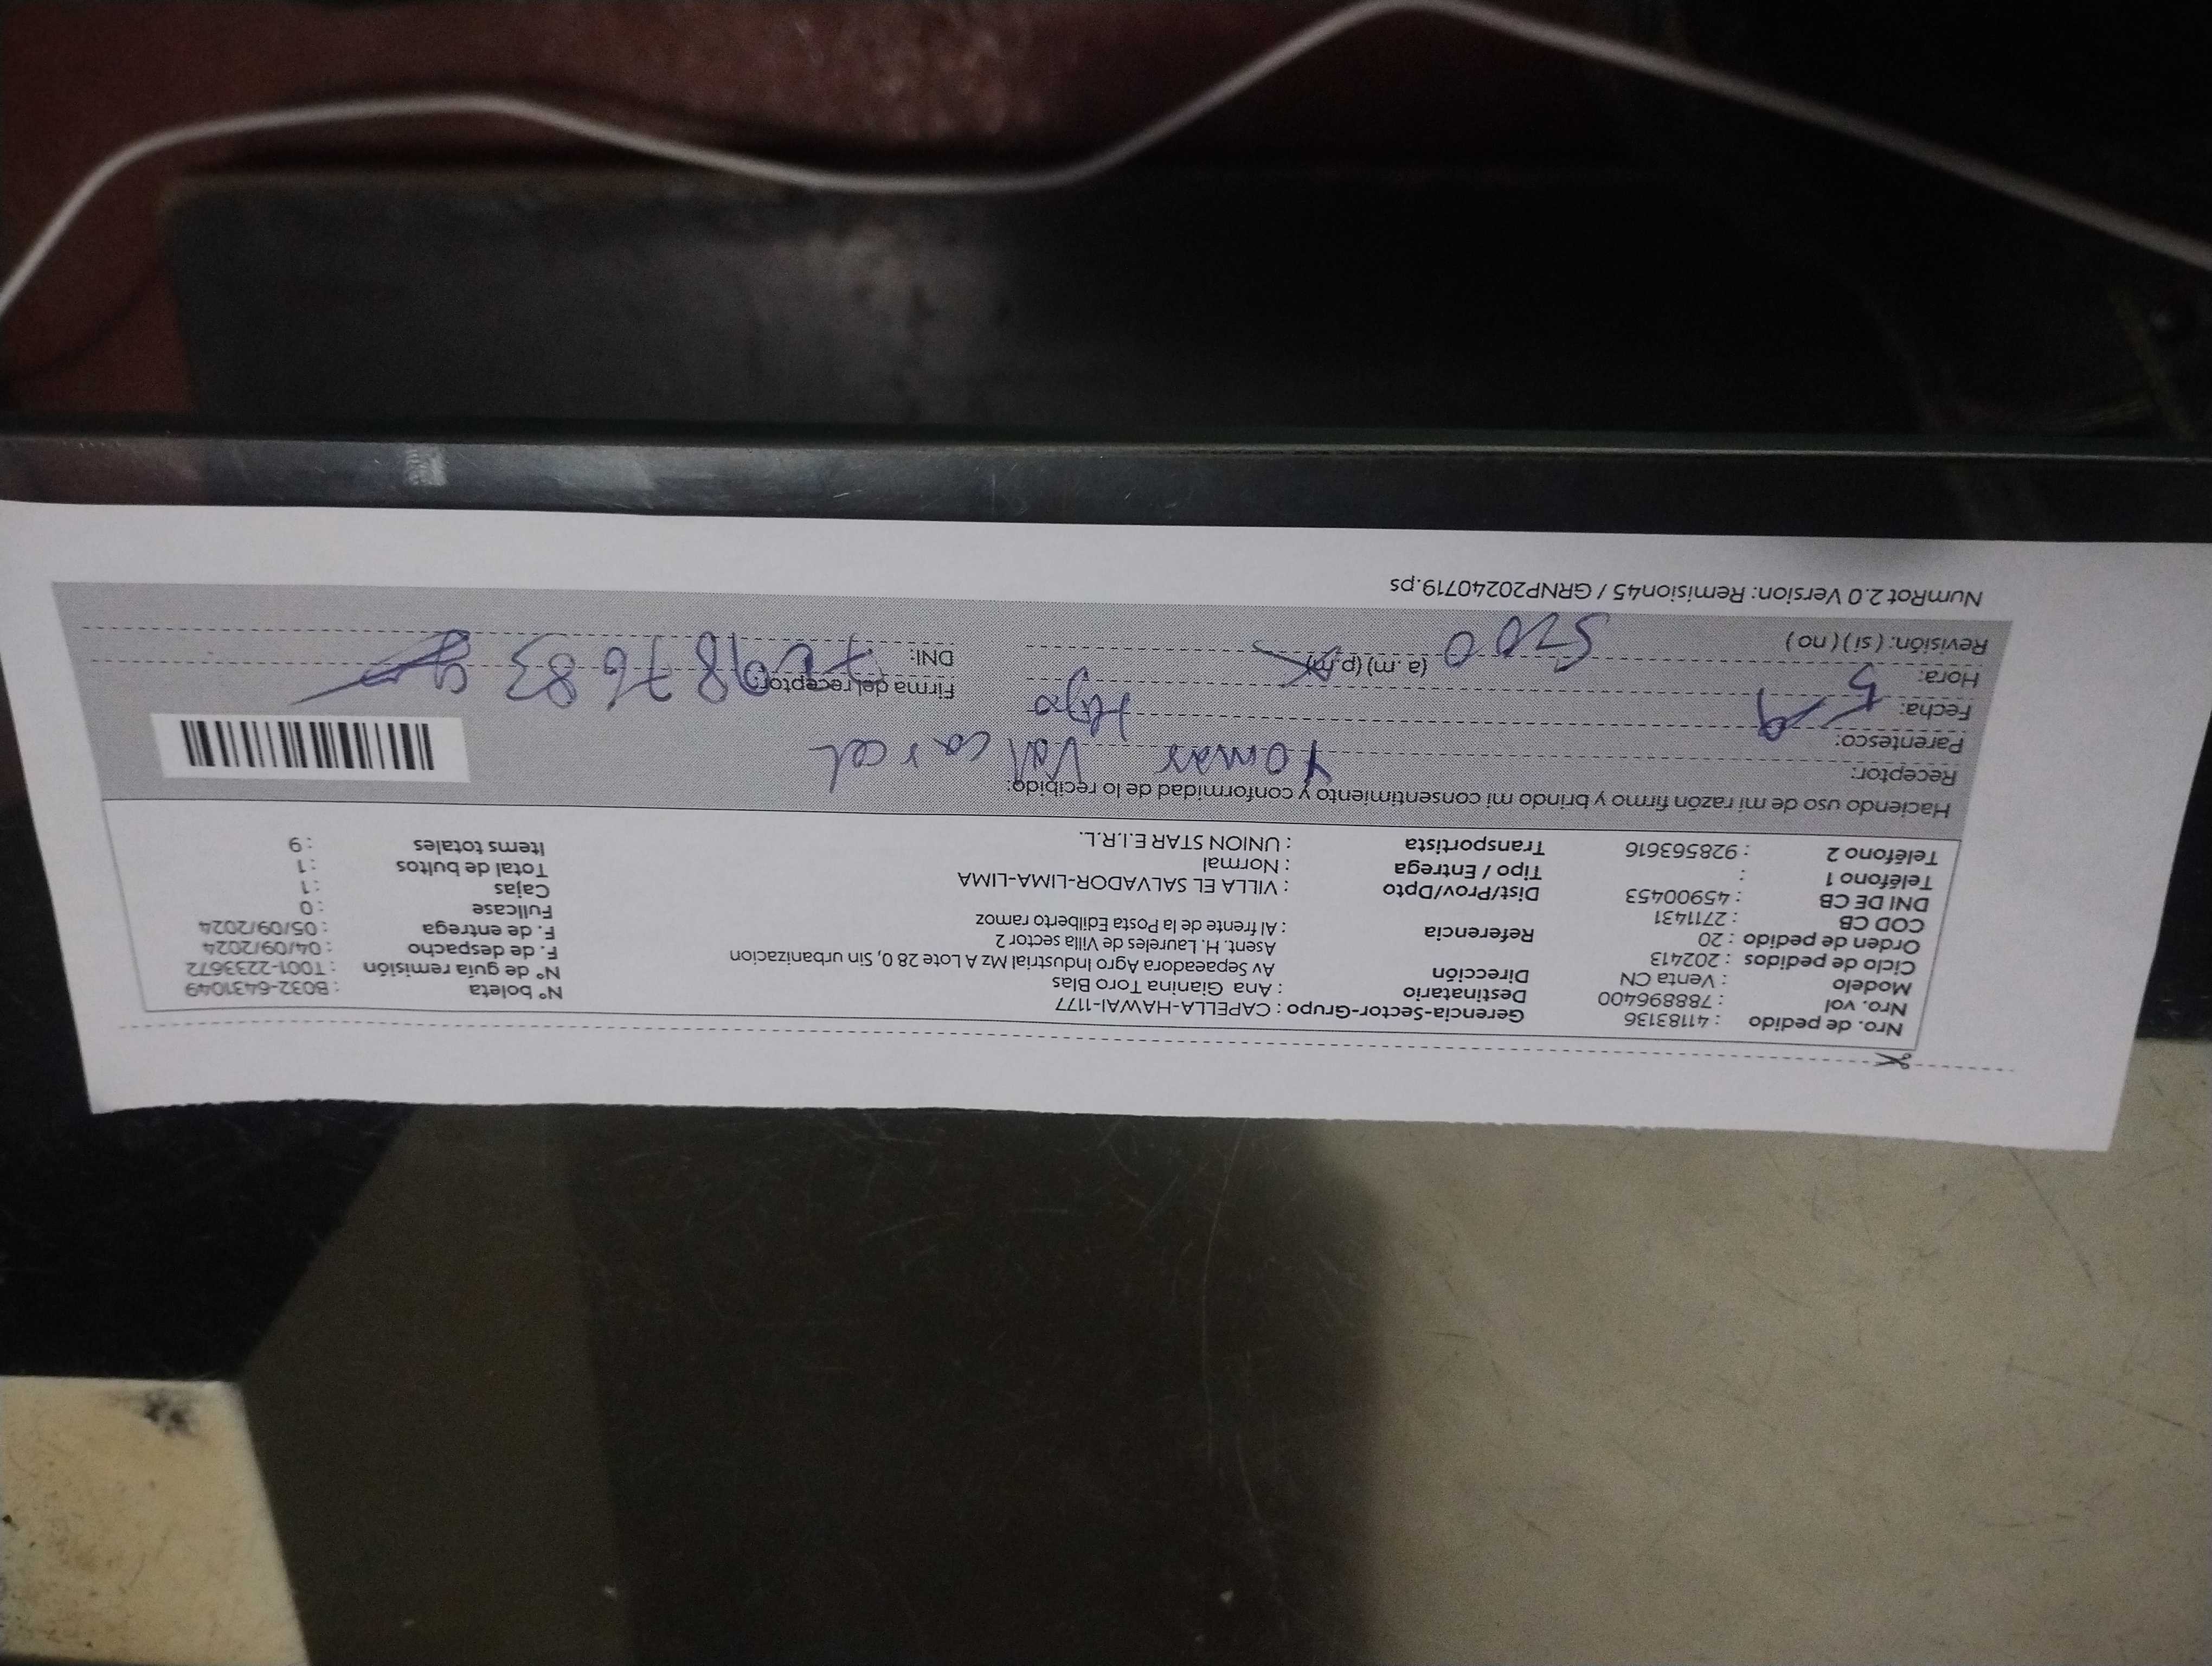 Nro. de pedido : 41183136 Gerencia-Sector-Grupo : CAPELLA-HAWAI-1177 N° boleta : B032-6431049
Nro. vol : 788896400 Destinatario : Ana Gianina Toro Blas N° de guía remisión : T001-2233672
Modelo : Venta CN Dirección Av Sepaeadora Agro Industrial Mz A Lote 28 0, Sin urbanizacion F. de despacho : 04/09/2024
Ciclo de pedidos : 202413 Asent. H. Laureles de Villa sector 2 F. de entrega : 05/09/2024
Orden de pedido : 20 Referencia : Al frente de la Posta Edilberto ramoz Fullcase : 0
COD CB : 2711431 Dist/Prov/Dpto : VILLA EL SALVADOR-LIMA-LIMA Cajas : 1
DNI DE CB : 45900453 Tipo / Entrega : Normal Total de bultos : 1
Teléfono 1 : Transportista : UNION STAR E.I.R.L. Items totales : 9
Teléfono 2 : 928563616
Haciendo uso de mi razón firmo y brindo mi consentimiento y conformidad de lo recibido:
Receptor: Yomar Valcarcel
Parentesco: Hijo
Fecha: 5/9 Firma del receptor:
Hora: (a.m) (p.m) DNI:
Revisión: ( si ) ( no )
NumRot 2.0 Version: Remision45 / GRNP20240719.ps